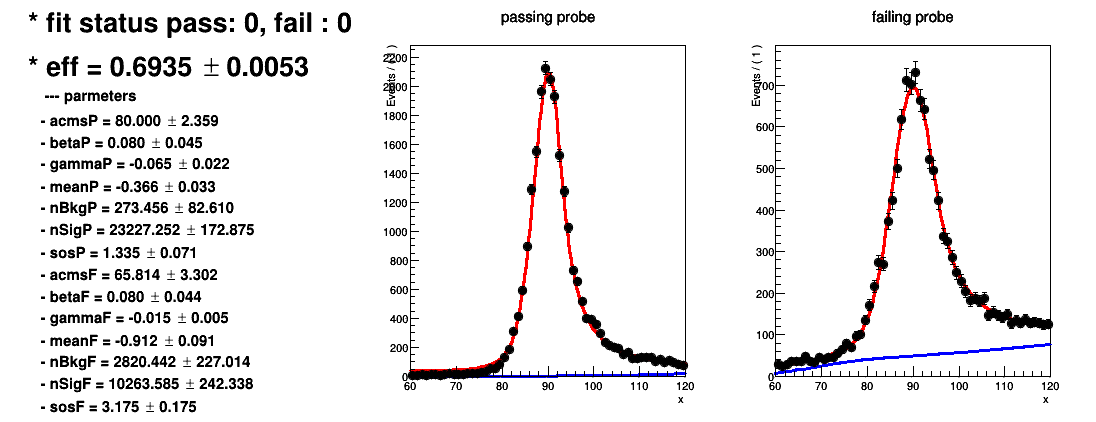 * fit status pass: 0, fail : 0
* eff = 0.6935 ± 0.0053
--- parmeters
- acmsP = 80.000 ± 2.359
- betaP = 0.080 ± 0.045
- gammaP = -0.065 ± 0.022
- meanP = -0.366 ± 0.033
- nBkgP = 273.456 ± 82.610
- nSigP = 23227.252 ± 172.875
- sosP = 1.335 ± 0.071
- acmsF = 65.814 ± 3.302
- betaF = 0.080 ± 0.044
- gammaF = -0.015 ± 0.005
- meanF = -0.912 ± 0.091
- nBkgF = 2820.442 ± 227.014
- nSigF = 10263.585 ± 242.338
- sosF = 3.175 ± 0.175
passing probe
2200
2000
1800
1600
1400
1200
1000
800
600
400
200
0
60 70 80 90 100 110 120
x
failing probe
Events / ( 1 )
700
600
500
400
300
200
100
0
60 70 80 90 100 110 120
x